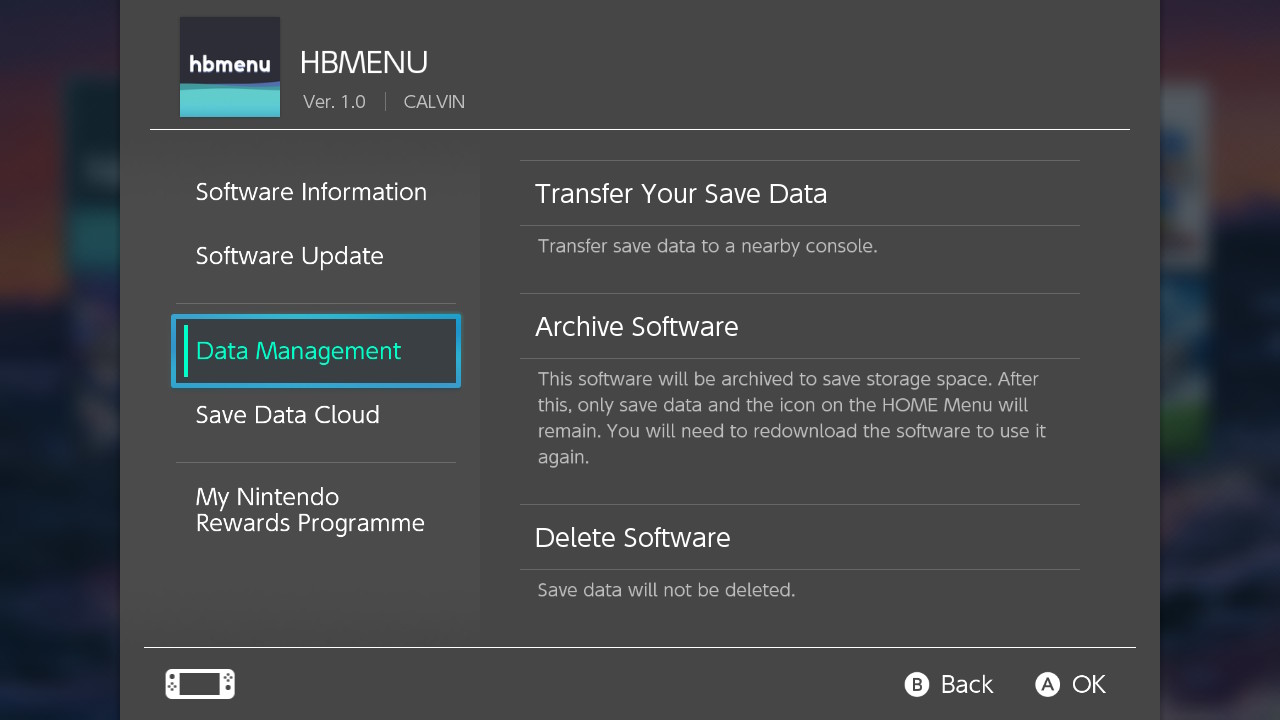 hbmenu
HBMENU
Ver. 1.0 | CALVIN
Software Information
Software Update
Data Management
Save Data Cloud
My Nintendo
Rewards Programme
Transfer Your Save Data
Transfer save data to a nearby console.
Archive Software
This software will be archived to save storage space. After
this, only save data and the icon on the HOME Menu will
remain. You will need to redownload the software to use it
again.
Delete Software
Save data will not be deleted.
B Back A OK